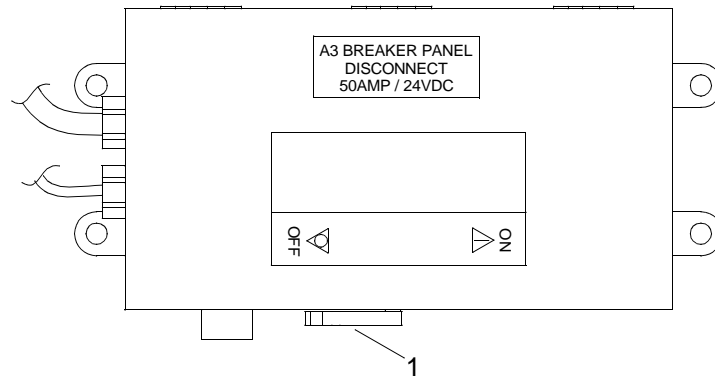 A3 BREAKER PANEL
DISCONNECT
50AMP / 24VDC
OFF
ON
1